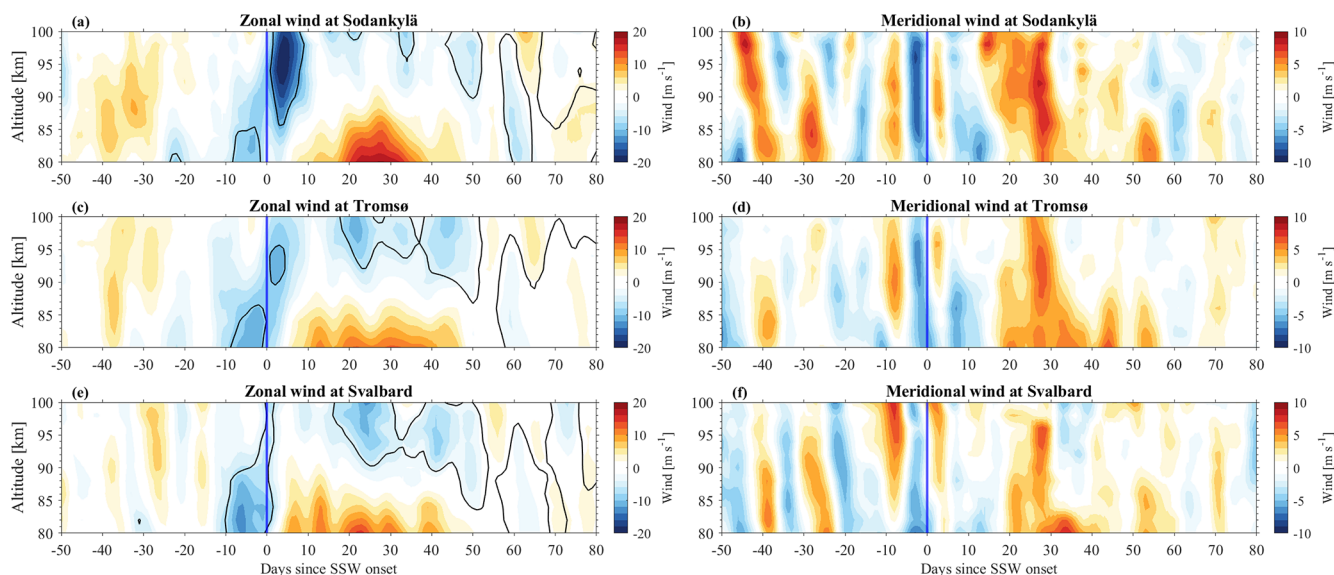 (a) Zonal wind at Sodankylä
Altitude [km]
100
95
90
85
80
-50 -40 -30 -20 -10 0 10 20 30 40 50 60 70 80
20
10
0
-10
-20
Wind [m s⁻¹]
(b) Meridional wind at Sodankylä
100
95
90
85
80
-50 -40 -30 -20 -10 0 10 20 30 40 50 60 70 80
10
5
0
-5
-10
Wind [m s⁻¹]
(c) Zonal wind at Tromsø
Altitude [km]
100
95
90
85
80
-50 -40 -30 -20 -10 0 10 20 30 40 50 60 70 80
20
10
0
-10
-20
Wind [m s⁻¹]
(d) Meridional wind at Tromsø
100
95
90
85
80
-50 -40 -30 -20 -10 0 10 20 30 40 50 60 70 80
10
5
0
-5
-10
Wind [m s⁻¹]
(e) Zonal wind at Svalbard
Altitude [km]
100
95
90
85
80
-50 -40 -30 -20 -10 0 10 20 30 40 50 60 70 80
Days since SSW onset
20
10
0
-10
-20
Wind [m s⁻¹]
(f) Meridional wind at Svalbard
100
95
90
85
80
-50 -40 -30 -20 -10 0 10 20 30 40 50 60 70 80
Days since SSW onset
10
5
0
-5
-10
Wind [m s⁻¹]